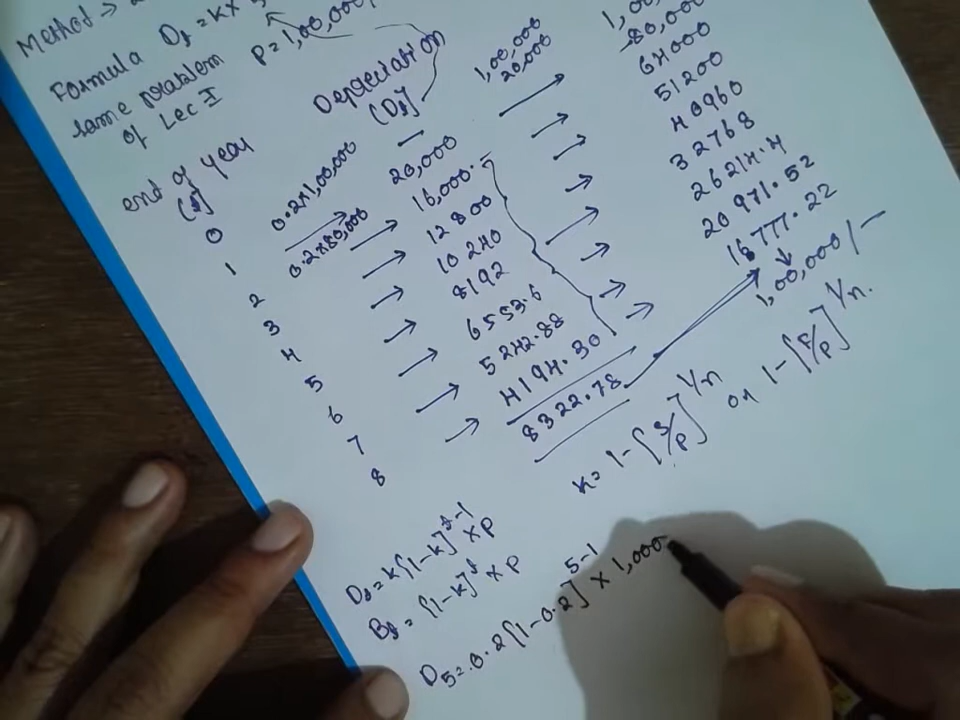 Method →
Formula Dt = K×
same problem P = 1,00,000/
of Lec I
end of year Depreciation
(t) (Dt)
0 — 1,00,000 1,00,
1 0.2×1,00,000 → 20,000 20,000 → 80,000
2 0.2×80,000 → 16,000. → 64000
3 → 12800 → 51200
4 → 10240 → 40960
5 → 8192 → 32768
6 → 6553.6 → 26214.4
7 → 5242.88 → 20971.52
8 → 4194.30 → 16777.22
8322.78 1,00,000/-
K = 1-[S/P]^1/n or 1-[F/P]^1/n.
Dt = K[1-K]^t-1 × P
Bt = [1-K]^t × P
D5 = 0.2[1-0.2]^5-1 × 1,000